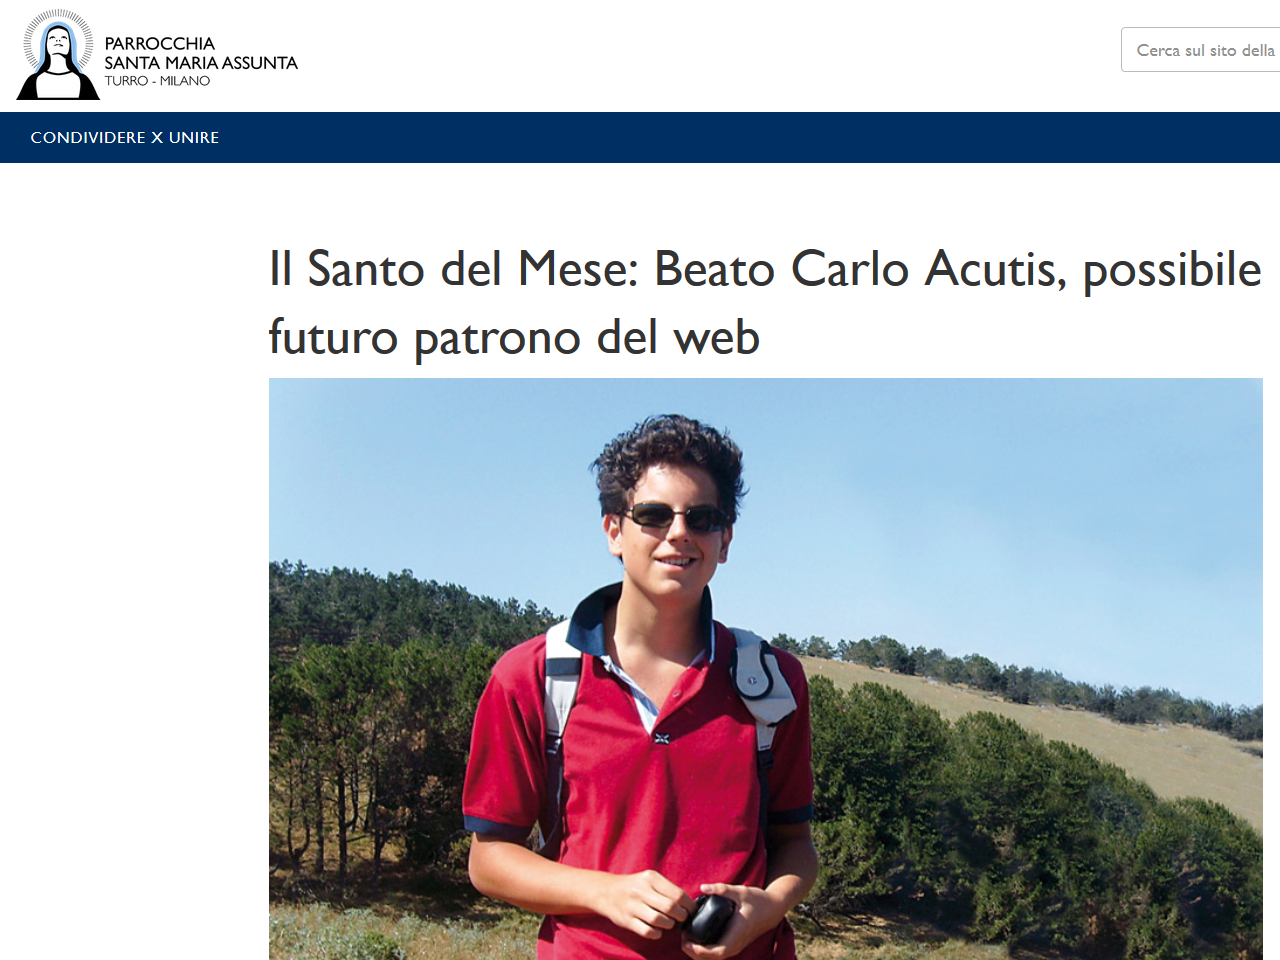 PARROCCHIA
SANTA MARIA ASSUNTA
TURRO - MILANO
Cerca sul sito della
CONDIVIDERE X UNIRE
Il Santo del Mese: Beato Carlo Acutis, possibile
futuro patrono del web